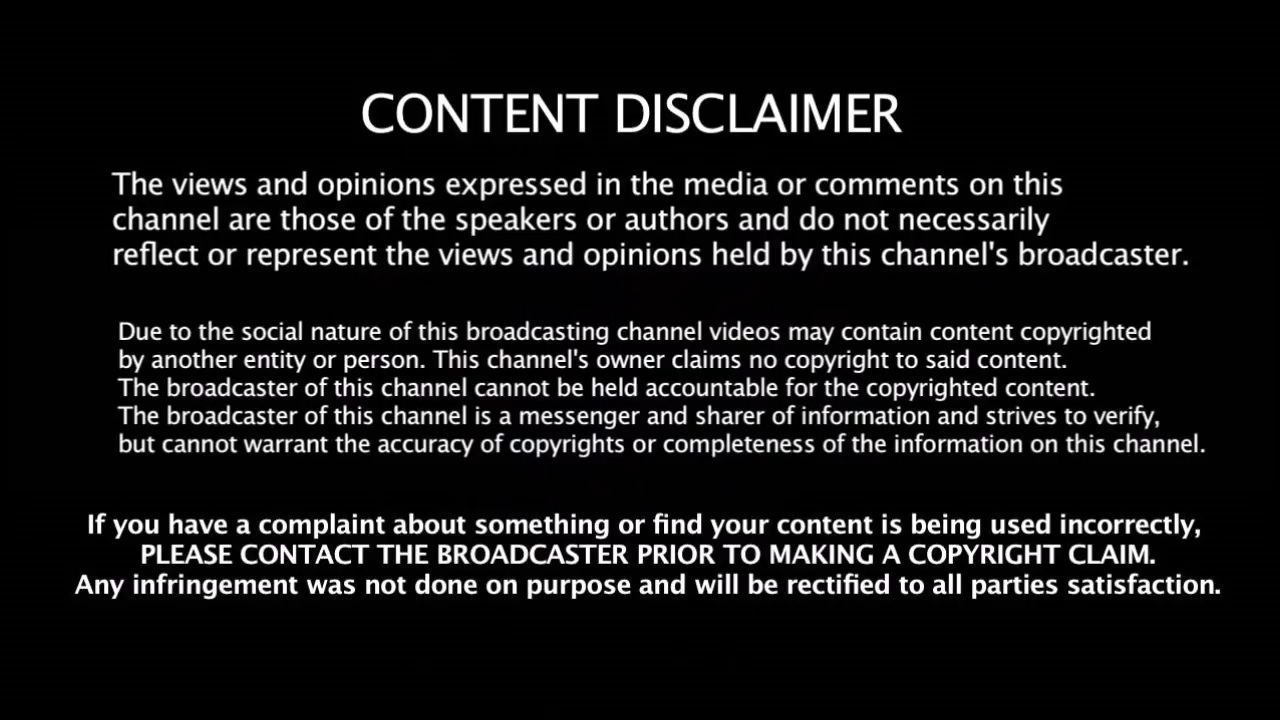 CONTENT DISCLAIMER
The views and opinions expressed in the media or comments on this
channel are those of the speakers or authors and do not necessarily
reflect or represent the views and opinions held by this channel's broadcaster.
Due to the social nature of this broadcasting channel videos may contain content copyrighted
by another entity or person. This channel's owner claims no copyright to said content.
The broadcaster of this channel cannot be held accountable for the copyrighted content.
The broadcaster of this channel is a messenger and sharer of information and strives to verify,
but cannot warrant the accuracy of copyrights or completeness of the information on this channel.
If you have a complaint about something or find your content is being used incorrectly,
PLEASE CONTACT THE BROADCASTER PRIOR TO MAKING A COPYRIGHT CLAIM.
Any infringement was not done on purpose and will be rectified to all parties satisfaction.